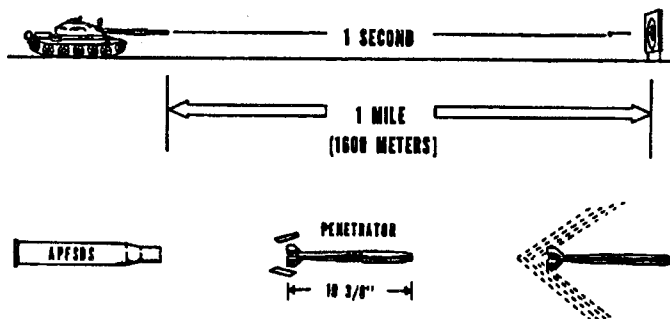 1 SECOND
1 MILE
(1600 METERS]
APFSDS
PENETRATOR
18 3/8"